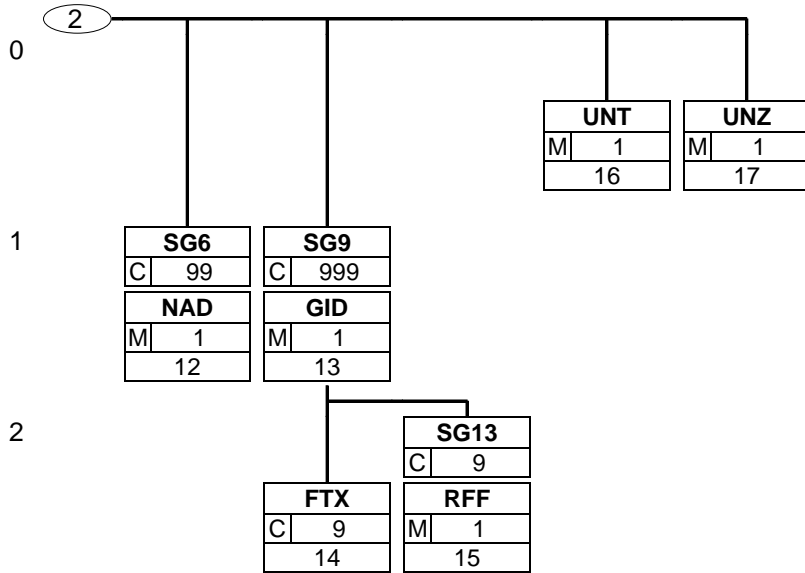 2
0
UNT UNZ
M 1 M 1
16 17
1
SG6 SG9
C 99 C 999
NAD GID
M 1 M 1
12 13
2
SG13
C 9
FTX RFF
C 9 M 1
14 15